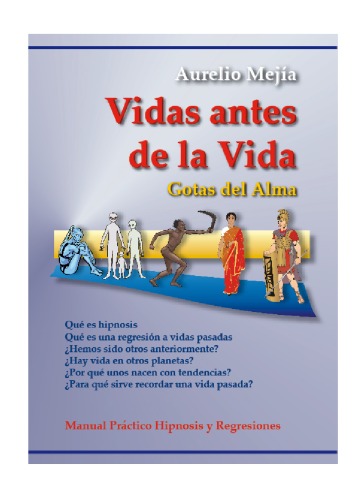 Aurelio Mejía
Vidas antes
de la Vida
Gotas del Alma
Qué es hipnosis
Qué es una regresión a vidas pasadas
¿Hemos sido otros anteriormente?
¿Hay vida en otros planetas?
¿Por qué unos nacen con tendencias?
¿Para qué sirve recordar una vida pasada?
Manual Práctico Hipnosis y Regresiones